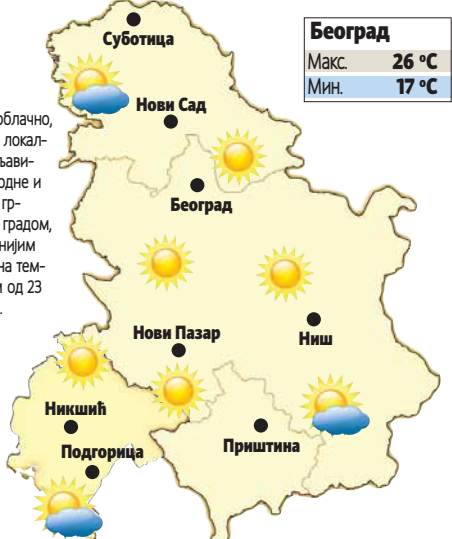 Београд
Макс. 26 °C
Мин. 17 °C
Суботица
Нови Сад
Београд
Нови Пазар
Ниш
Никшић
Подгорица
Приштина
облачно,
локал-
одне и
гр-
градом,
нијим
на тем-
и од 23